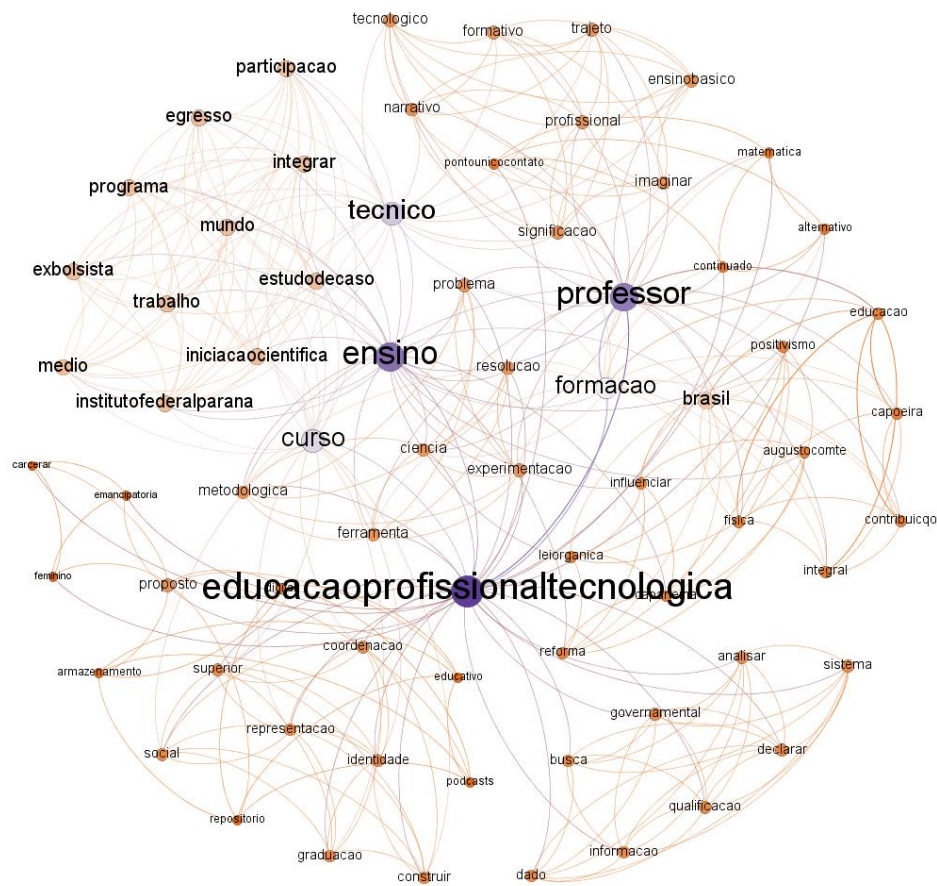 tecnologico
formativo
trajeto
participacao
ensinobasico
narrativo
egresso
profissional
integrar
pontounicocontato
matematica
programa
imaginar
tecnico
mundo
significacao
alternativo
exbolsista
estudodecaso
problema
continuado
professor
trabalho
educacao
ensino
positivismo
medio
iniciacaocientifica
resolucao
formacao
brasil
institutofederalparana
capoeira
curso
ciencia
augustocomte
carcerar
experimentacao
influenciar
metodologica
emancipatoria
fisica
contribuicqo
ferramenta
leiorganica
feminino
proposto
integral
educacaoprofissionaltecnologica
capanema
coordenacao
reforma
analisar
armazenamento
superior
educativo
sistema
governamental
representacao
social
identidade
busca
declarar
podcasts
qualificacao
repositorio
graduacao
informacao
construir
dado